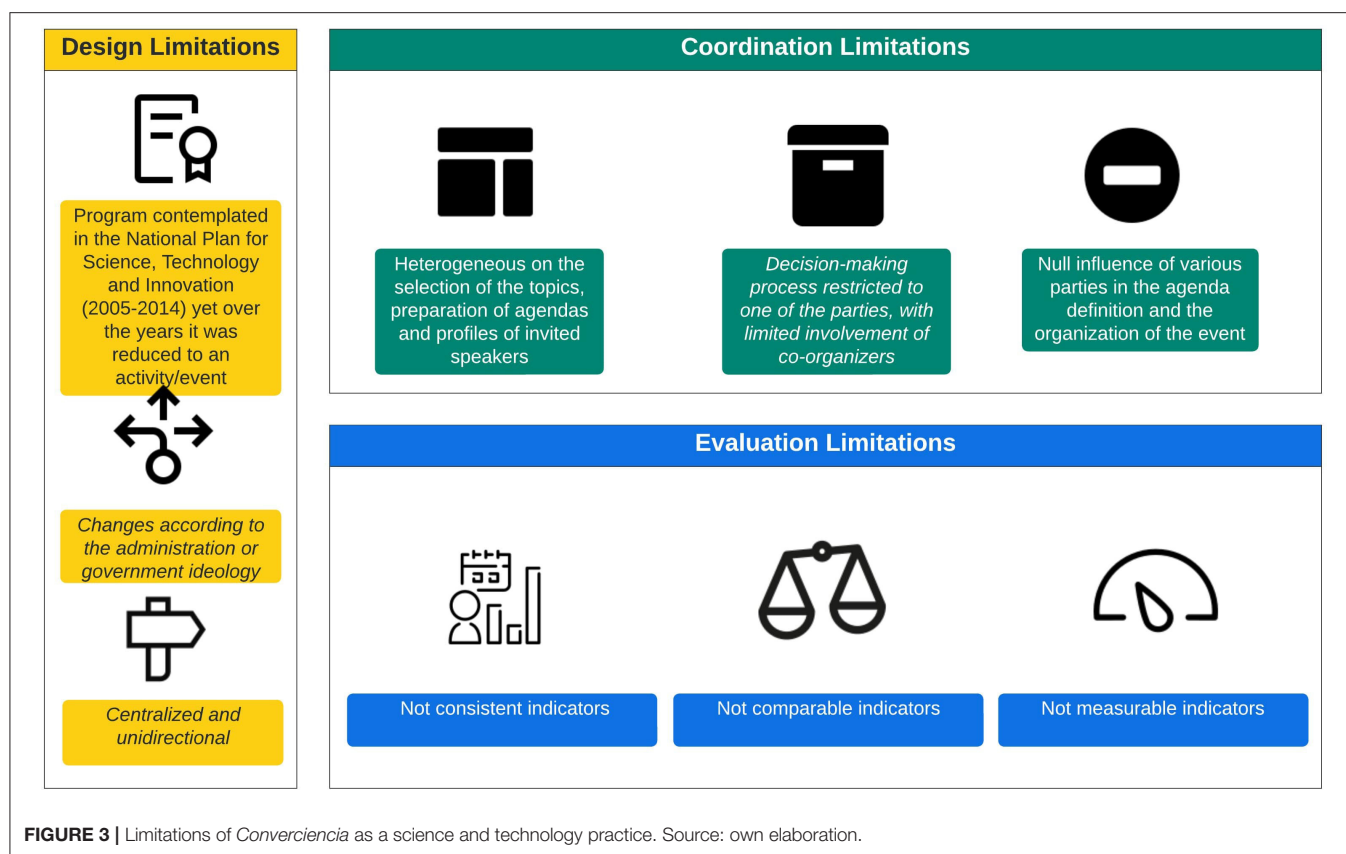 Design Limitations
Program contemplated
in the National Plan for
Science, Technology
and Innovation
(2005-2014) yet over
the years it was
reduced to an
activity/event
Changes according to
the administration or
government ideology
Centralized and
unidirectional
Coordination Limitations
Heterogeneous on the
selection of the topics,
preparation of agendas
and profiles of invited
speakers
Decision-making
process restricted to
one of the parties, with
limited involvement of
co-organizers
Null influence of various
parties in the agenda
definition and the
organization of the event
Evaluation Limitations
Not consistent indicators
Not comparable indicators
Not measurable indicators
FIGURE 3 | Limitations of Converciencia as a science and technology practice. Source: own elaboration.